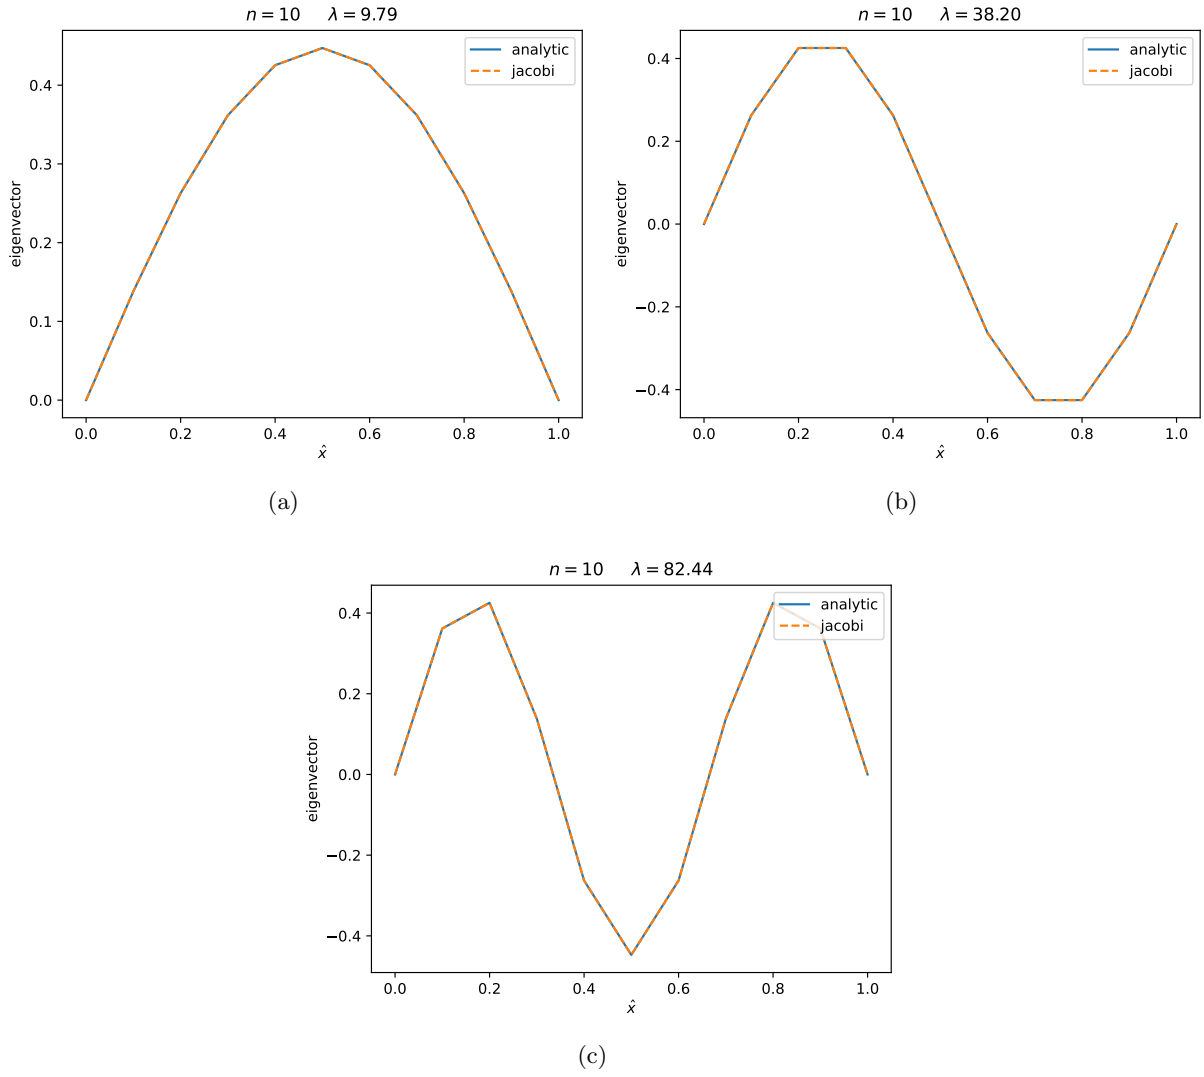 n = 10 λ = 9.79
analytic
jacobi
eigenvector
0.4
0.3
0.2
0.1
0.0
0.0 0.2 0.4 0.6 0.8 1.0
x̂
(a)
n = 10 λ = 38.20
analytic
jacobi
eigenvector
0.4
0.2
0.0
−0.2
−0.4
0.0 0.2 0.4 0.6 0.8 1.0
x̂
(b)
n = 10 λ = 82.44
analytic
jacobi
eigenvector
0.4
0.2
0.0
−0.2
−0.4
0.0 0.2 0.4 0.6 0.8 1.0
x̂
(c)